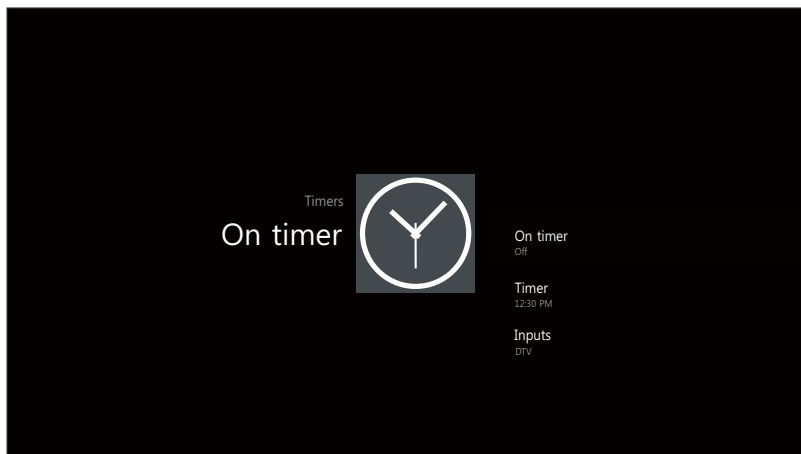 Timers
On timer
On timer
Off
Timer
12:30 PM
Inputs
DTV